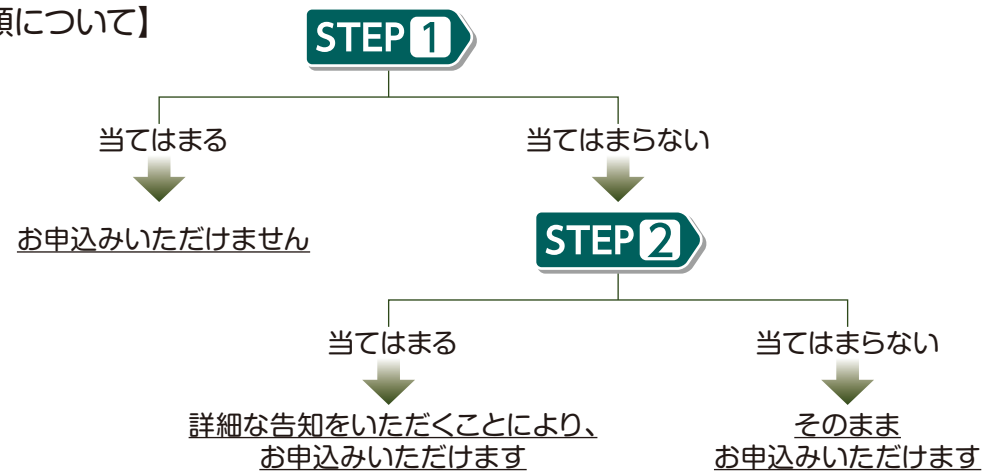 について】
STEP 1
当てはまる
当てはまらない
お申込みいただけません
STEP 2
当てはまる
当てはまらない
詳細な告知をいただくことにより、
お申込みいただけます
そのまま
お申込みいただけます